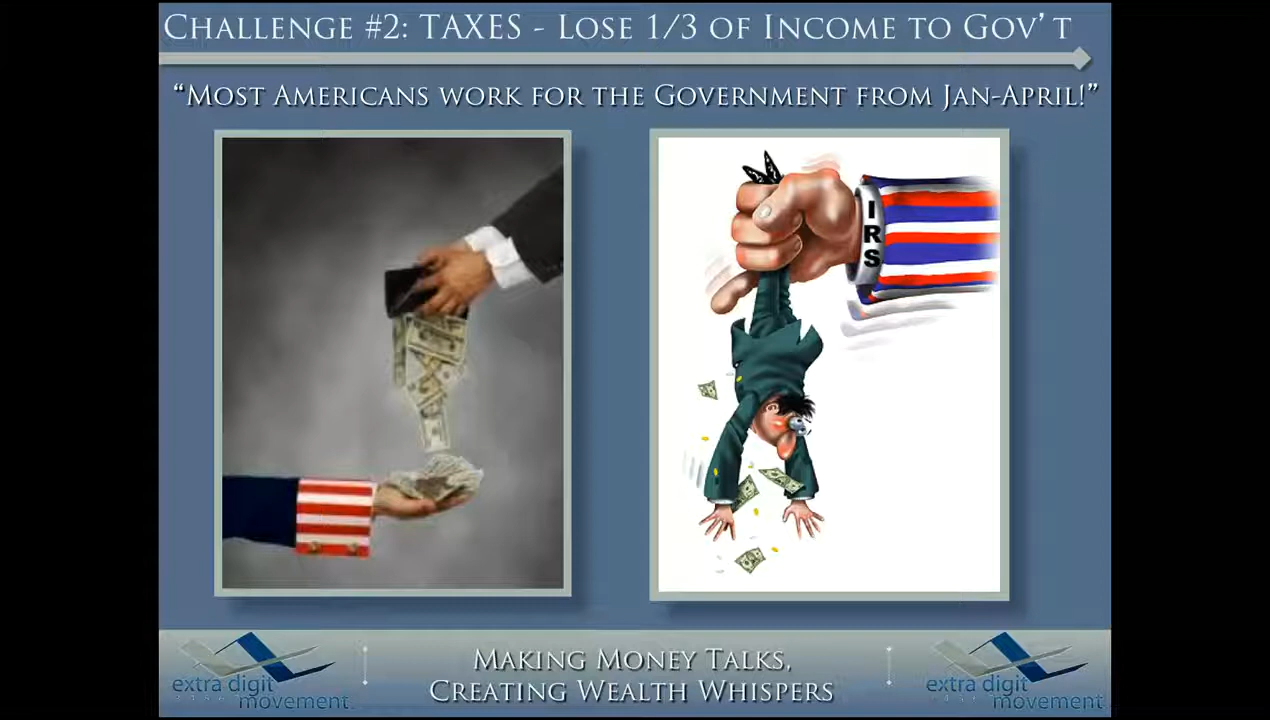 CHALLENGE #2: TAXES - LOSE 1/3 OF INCOME TO GOV'T
“MOST AMERICANS WORK FOR THE GOVERNMENT FROM JAN-APRIL!”
IRS
MAKING MONEY TALKS,
CREATING WEALTH WHISPERS
extra digit
movement
extra digit
movement